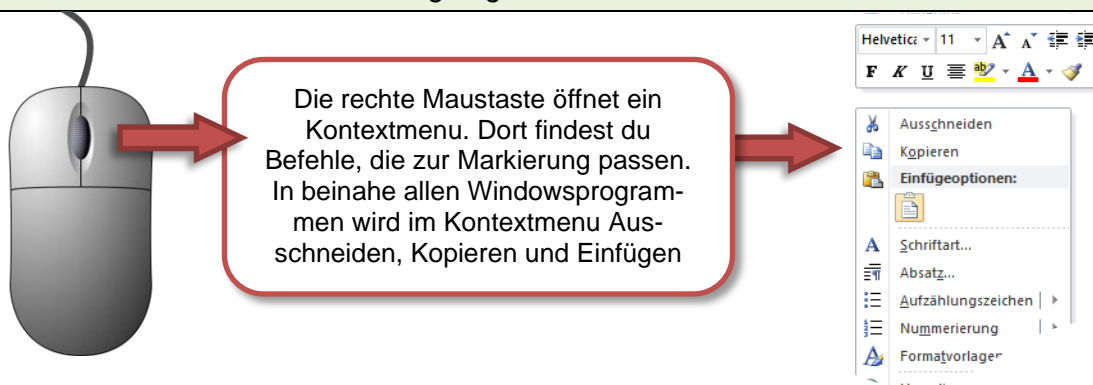 Die rechte Maustaste öffnet ein
Kontextmenu. Dort findest du
Befehle, die zur Markierung passen.
In beinahe allen Windowsprogram-
men wird im Kontextmenu Aus-
schneiden, Kopieren und Einfügen
Helvetica 11 A A
F K U ab A
Ausschneiden
Kopieren
Einfügeoptionen:
A Schriftart...
Absatz...
Aufzählungszeichen
Nummerierung
Formatvorlagen